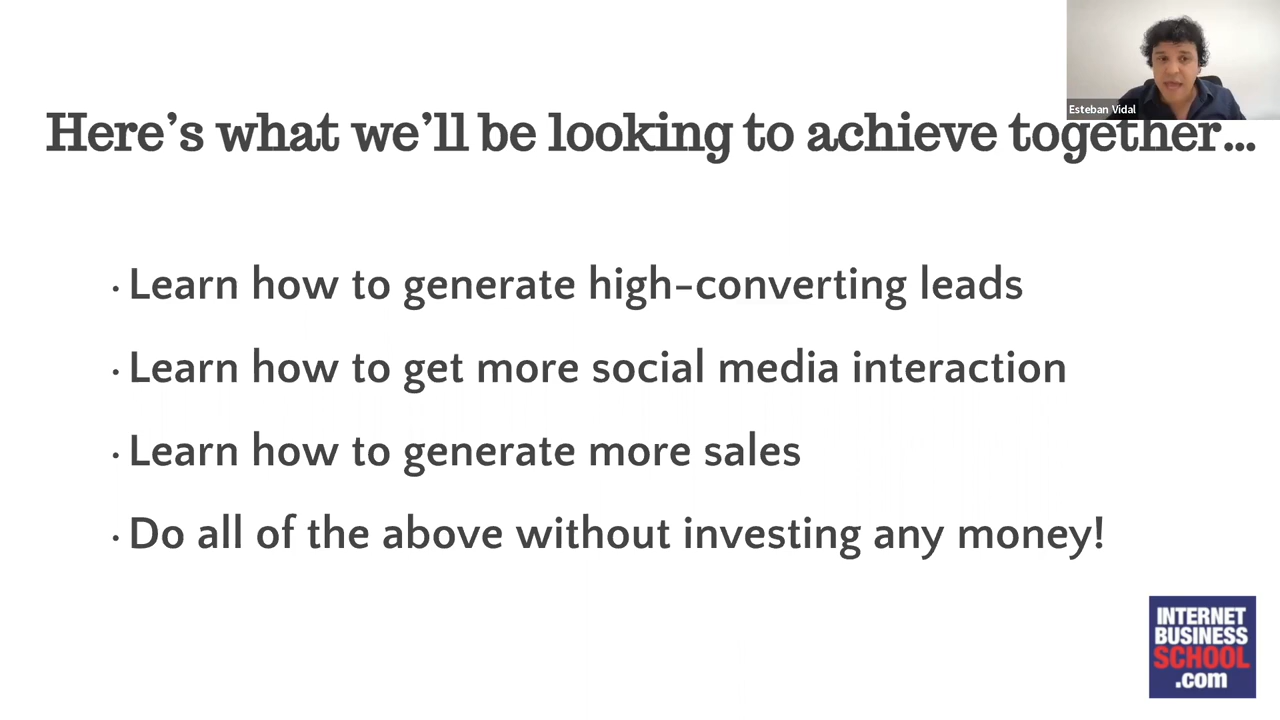 Esteban Vidal
Here's what we'll be looking to achieve together...
· Learn how to generate high-converting leads
· Learn how to get more social media interaction
· Learn how to generate more sales
· Do all of the above without investing any money!
INTERNET
BUSINESS
SCHOOL
.com